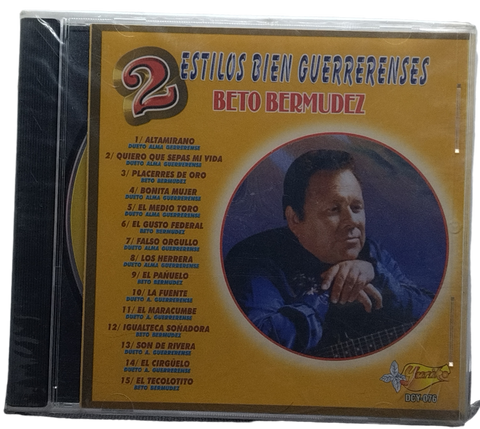 2 ESTILOS BIEN GUERRERENSES
BETO BERMUDEZ
1/ ALTAMIRANO
DUETO ALMA GUERRERENSE
2/ QUIERO QUE SEPAS MI VIDA
DUETO ALMA GUERRERENSE
3/ PLACERRES DE ORO
BETO BERMUDEZ
4/ BONITA MUJER
DUETO ALMA GUERRERENSE
5/ EL MEDIO TORO
DUETO ALMA GUERRERENSE
6/ EL GUSTO FEDERAL
BETO BERMUDEZ
7/ FALSO ORGULLO
DUETO ALMA GUERRERENSE
8/ LOS HERRERA
DUETO ALMA GUERRERENSE
9/ EL PAÑUELO
BETO BERMUDEZ
10/ LA FUENTE
DUETO A. GUERRERENSE
11/ EL MARACUMBE
DUETO A. GUERRERENSE
12/ IGUALTECA SOÑADORA
BETO BERMUDEZ
13/ SON DE RIVERA
DUETO A. GUERRERENSE
14/ EL CIRGÜELO
DUETO A. GUERRERENSE
15/ EL TECOLOTITO
BETO BERMUDEZ
DEY-076